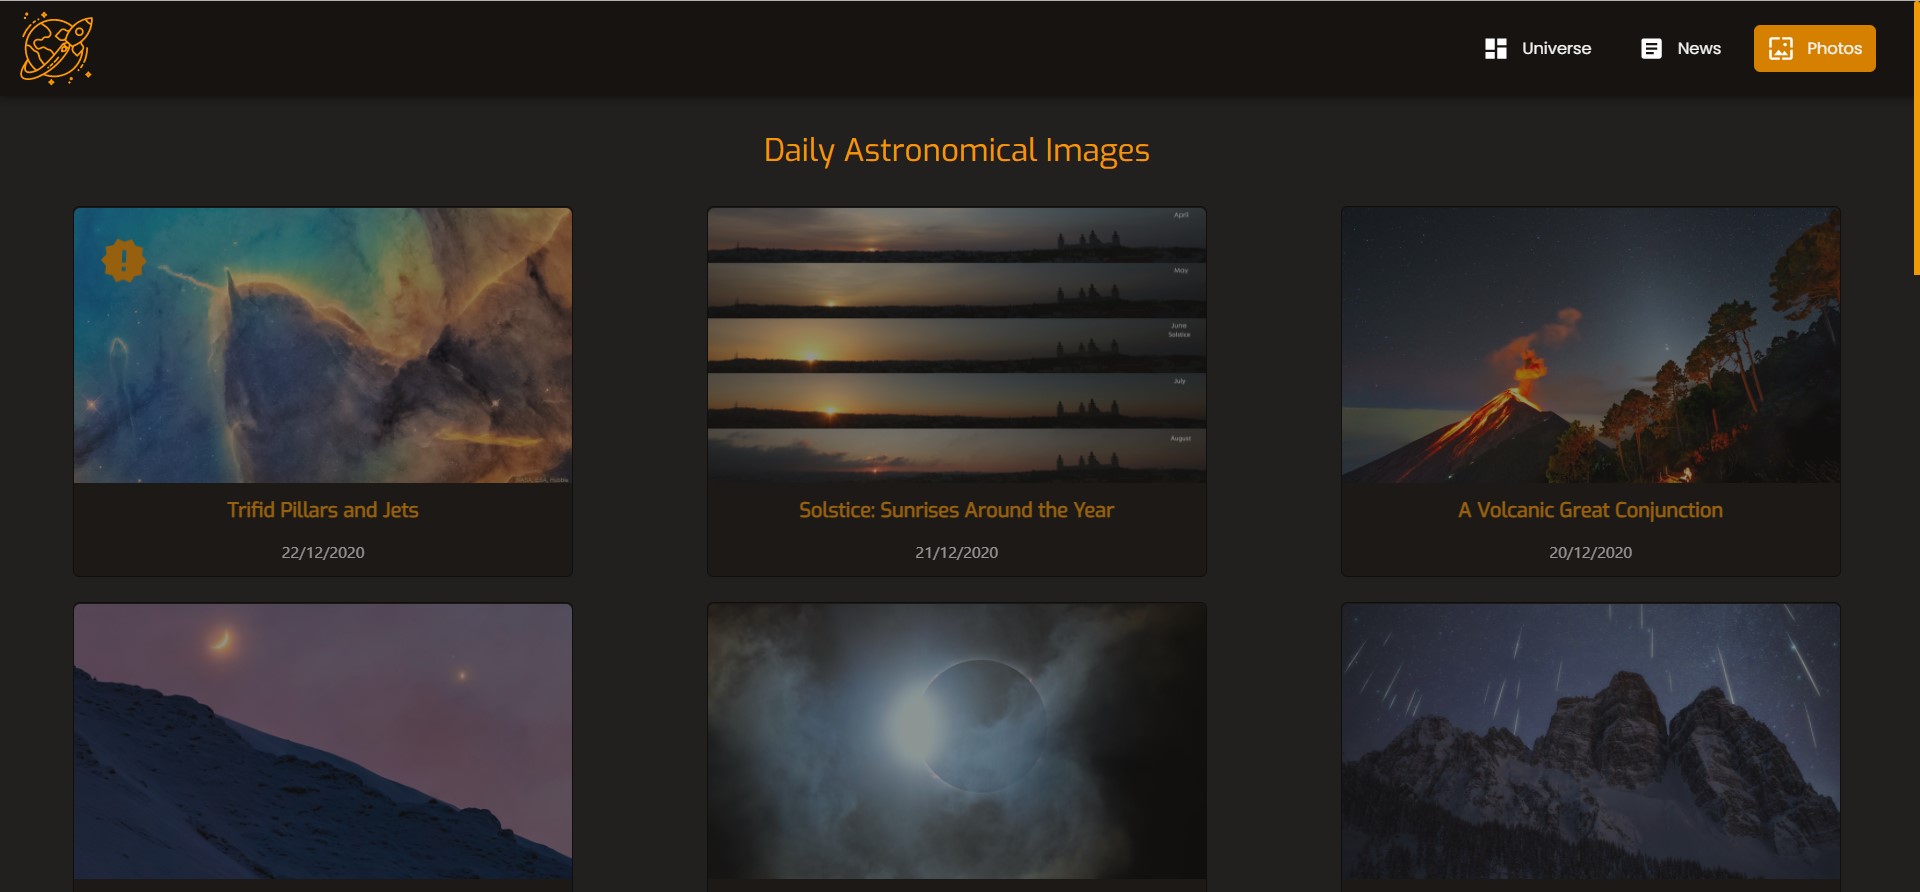 Universe
News
Photos
Daily Astronomical Images
April
May
June
Solstice
July
August
Trifid Pillars and Jets
Solstice: Sunrises Around the Year
A Volcanic Great Conjunction
22/12/2020
21/12/2020
20/12/2020